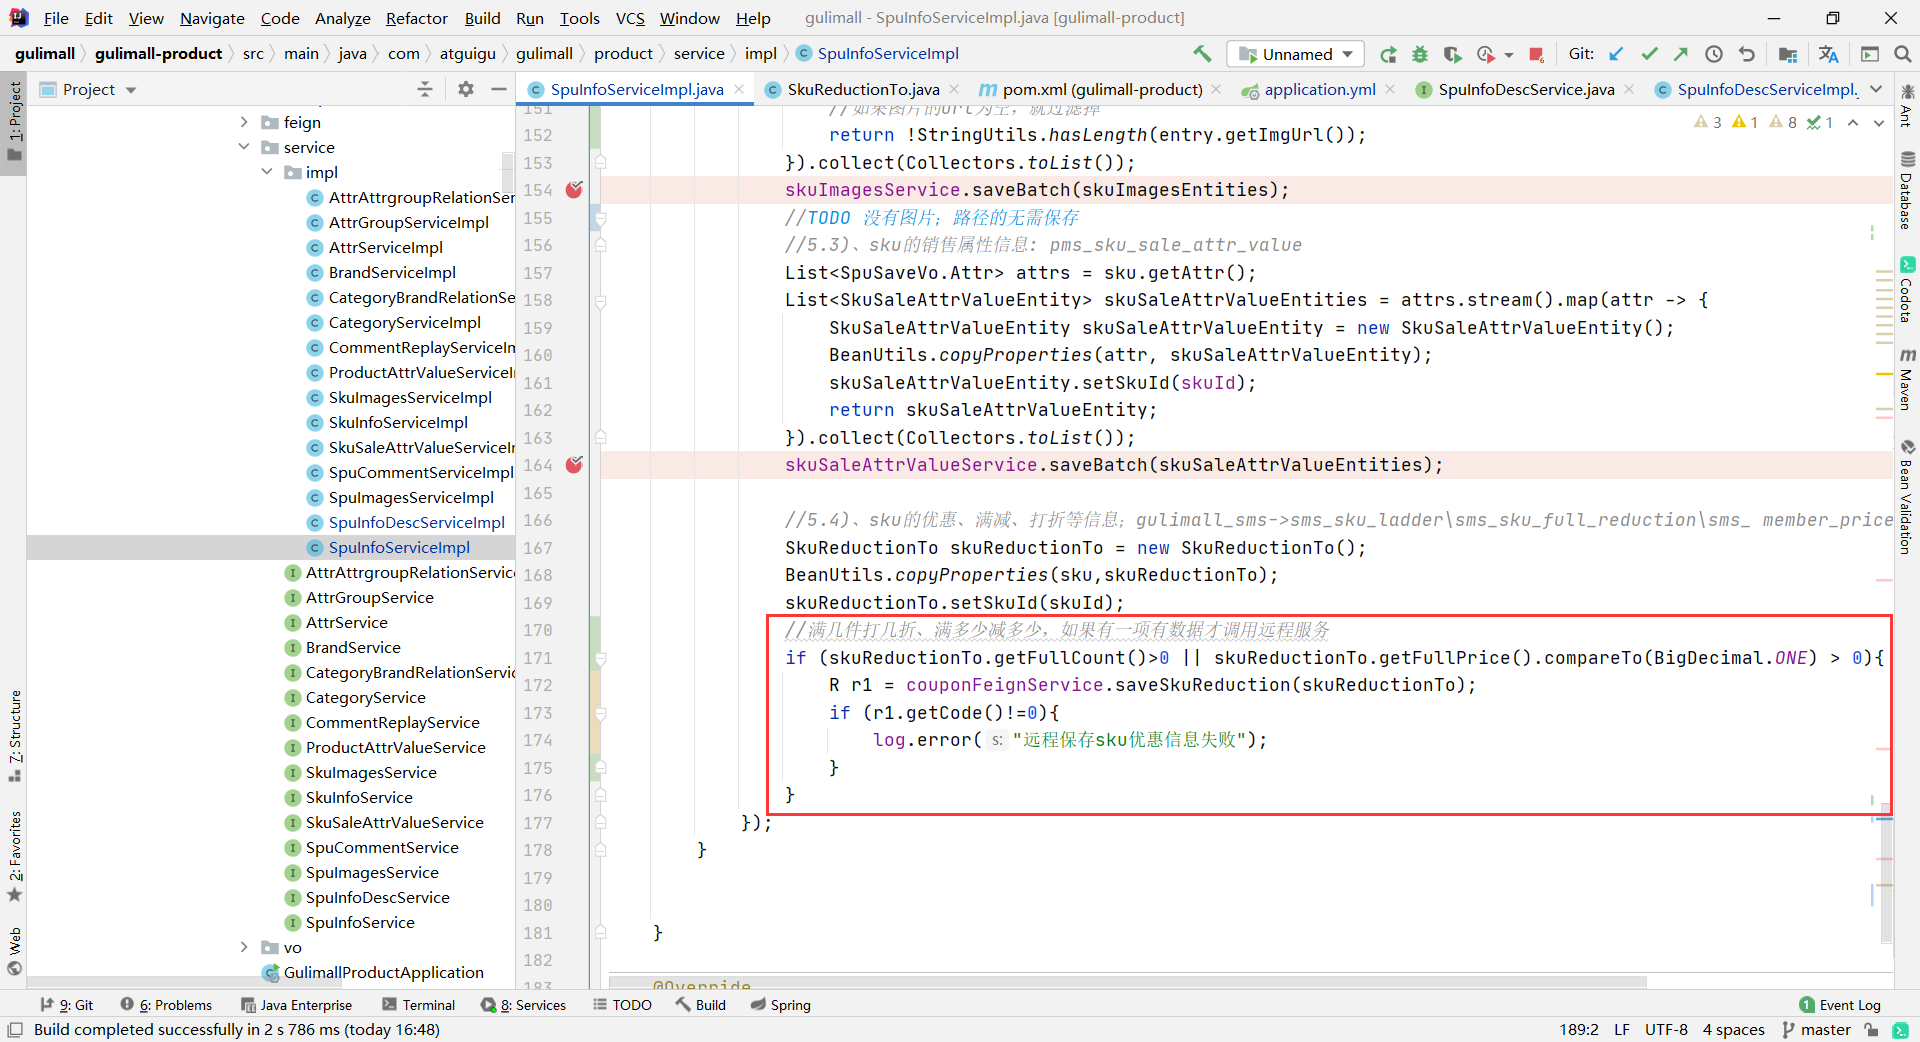 File Edit View Navigate Code Analyze Refactor Build Run Tools VCS Window Help gulimall - SpuInfoServiceImpl.java [gulimall-product]
gulimall gulimall-product src main java com atguigu gulimall product service impl SpuInfoServiceImpl Unnamed Git:
Project SpuInfoServiceImpl.java SkuReductionTo.java pom.xml (gulimall-product) application.yml SpuInfoDescService.java SpuInfoDescServiceImpl.
3 1 8 1
1: Project
7: Structure
2: Favorites
Web
feign
service
impl
AttrAttrgroupRelationSer
AttrGroupServiceImpl
AttrServiceImpl
BrandServiceImpl
CategoryBrandRelationSe
CategoryServiceImpl
CommentReplayServiceIm
ProductAttrValueServiceI
SkuImagesServiceImpl
SkuInfoServiceImpl
SkuSaleAttrValueServiceIr
SpuCommentServiceImpl
SpuImagesServiceImpl
SpuInfoDescServiceImpl
SpuInfoServiceImpl
AttrAttrgroupRelationService
AttrGroupService
AttrService
BrandService
CategoryBrandRelationServic
CategoryService
CommentReplayService
ProductAttrValueService
SkuImagesService
SkuInfoService
SkuSaleAttrValueService
SpuCommentService
SpuImagesService
SpuInfoDescService
SpuInfoService
vo
GulimallProductApplication
151 //如果图片的url为空，就过滤掉
152 return !StringUtils.hasLength(entry.getImgUrl());
153 }).collect(Collectors.toList());
154 skuImagesService.saveBatch(skuImagesEntities);
155 //TODO 没有图片；路径的无需保存
156 //5.3)、sku的销售属性信息: pms_sku_sale_attr_value
157 List<SpuSaveVo.Attr> attrs = sku.getAttr();
158 List<SkuSaleAttrValueEntity> skuSaleAttrValueEntities = attrs.stream().map(attr -> {
159 SkuSaleAttrValueEntity skuSaleAttrValueEntity = new SkuSaleAttrValueEntity();
160 BeanUtils.copyProperties(attr, skuSaleAttrValueEntity);
161 skuSaleAttrValueEntity.setSkuId(skuId);
162 return skuSaleAttrValueEntity;
163 }).collect(Collectors.toList());
164 skuSaleAttrValueService.saveBatch(skuSaleAttrValueEntities);
165
166 //5.4)、sku的优惠、满减、打折等信息；gulimall_sms->sms_sku_ladder\sms_sku_full_reduction\sms_ member_price
167 SkuReductionTo skuReductionTo = new SkuReductionTo();
168 BeanUtils.copyProperties(sku,skuReductionTo);
169 skuReductionTo.setSkuId(skuId);
170 //满几件打几折、满多少减多少，如果有一项有数据才调用远程服务
171 if (skuReductionTo.getFullCount()>0 || skuReductionTo.getFullPrice().compareTo(BigDecimal.ONE) > 0){
172 R r1 = couponFeignService.saveSkuReduction(skuReductionTo);
173 if (r1.getCode()!=0){
174 log.error( s: "远程保存sku优惠信息失败");
175 }
176 }
177 });
178 }
179
180
181 }
182
183 @Override
Ant
Database
Codota
Maven
Bean Validation
9: Git 6: Problems Java Enterprise Terminal 8: Services TODO Build Spring 1 Event Log
Build completed successfully in 2 s 786 ms (today 16:48) 189:2 LF UTF-8 4 spaces master